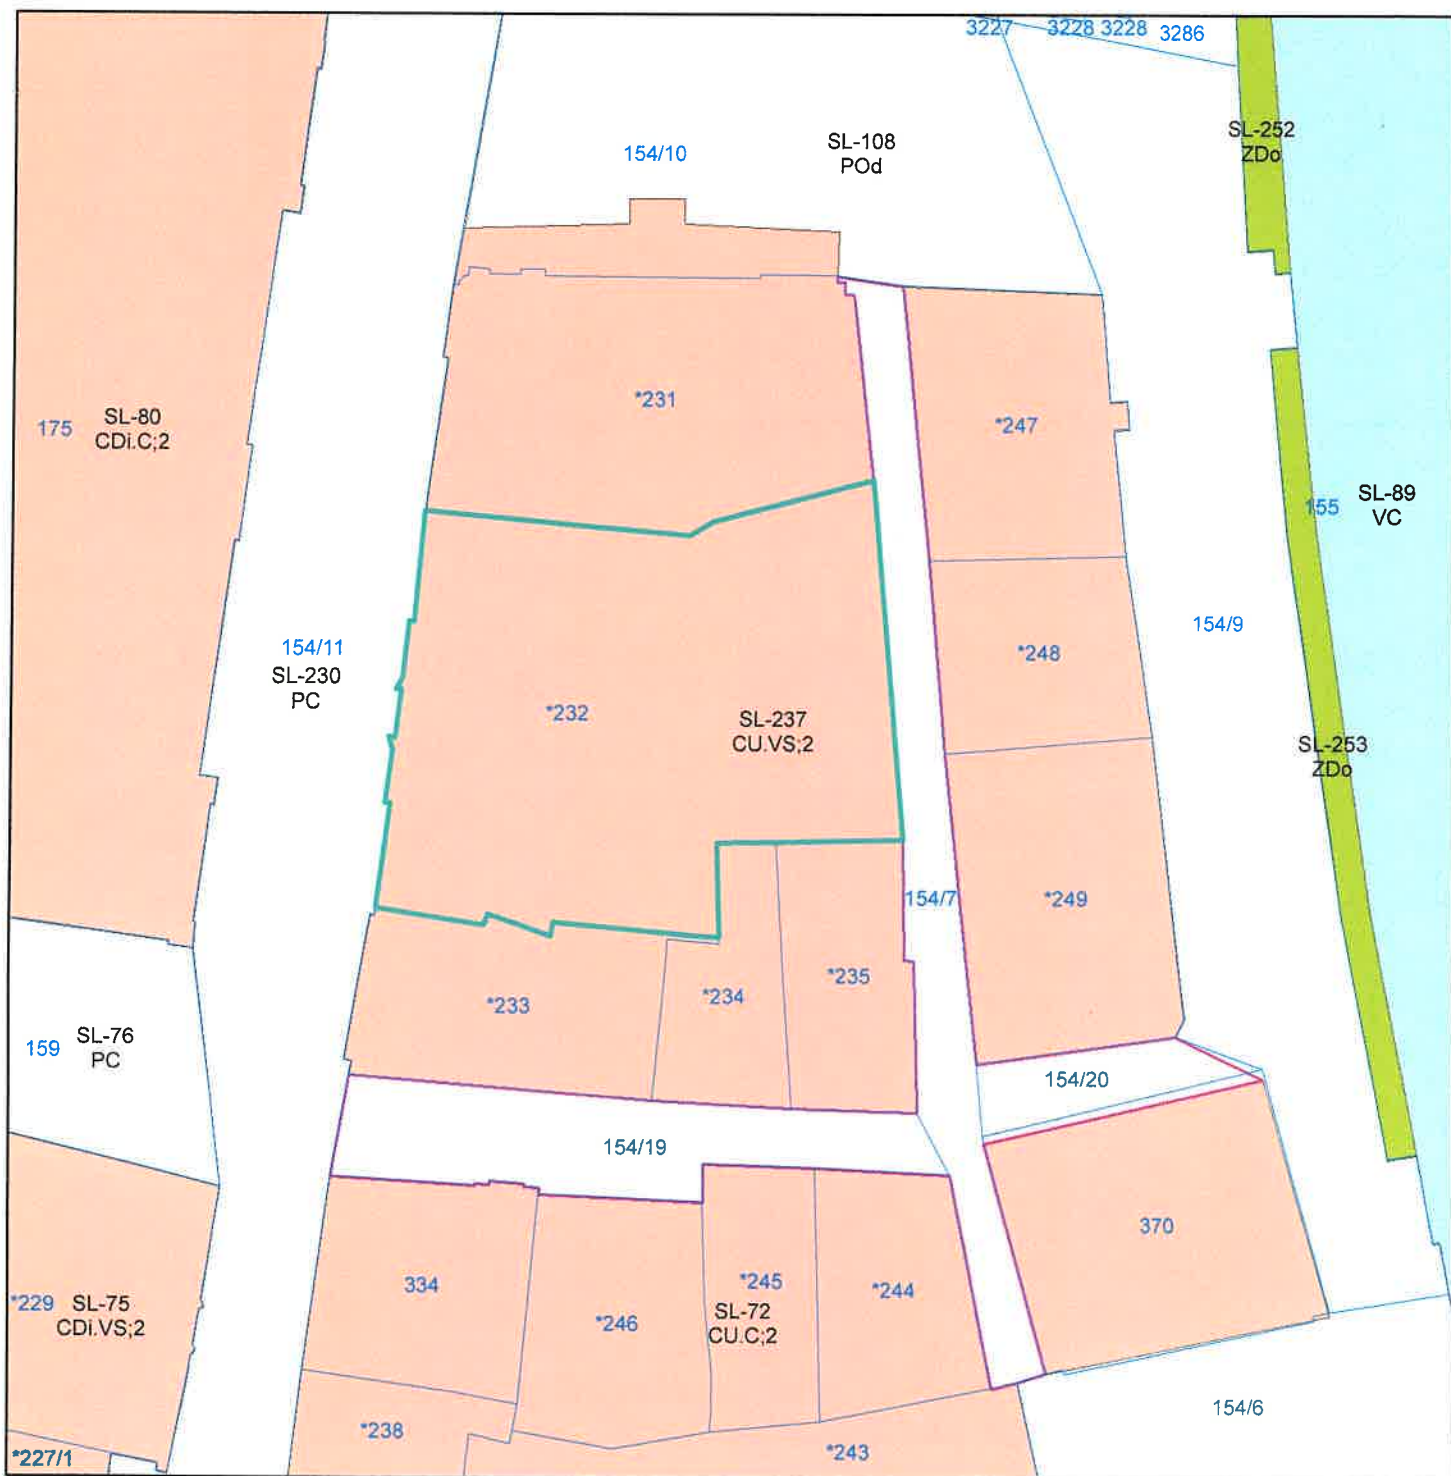 3227
3228 3228
3286
SL-252
ZDo
SL-108
POd
154/10
*231
*247
175
SL-80
CDi.C;2
155
SL-89
VC
154/9
154/11
SL-230
PC
*248
*232
SL-237
CU.VS;2
SL-253
ZDo
154/7
*249
*235
*234
*233
159
SL-76
PC
154/20
154/19
370
334
*246
*245
*244
SL-72
CU.C;2
*229
SL-75
CDi.VS;2
154/6
*238
*243
*227/1